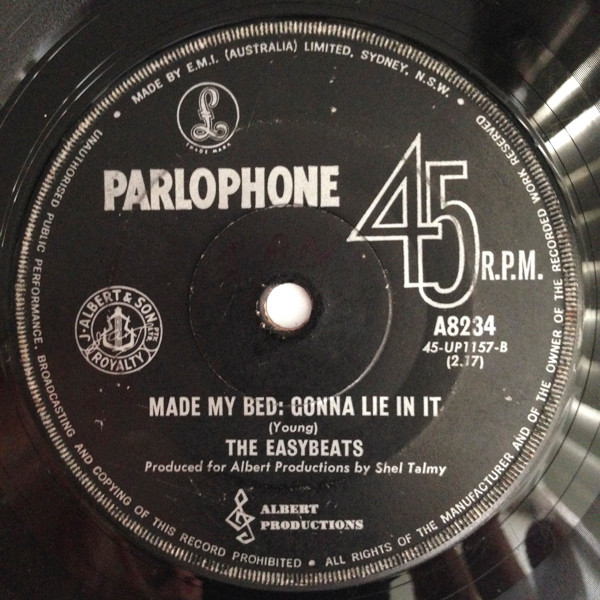 MADE BY E.M.I. (AUSTRALIA) LIMITED, SYDNEY, N.S.W.
£
TRADE MARK
PARLOPHONE
45 R.P.M.
A8234
45-UP1157-B
(2.17)
J. ALBERT & SON PTY. LTD.
ROYALTY
MADE MY BED: GONNA LIE IN IT
(Young)
THE EASYBEATS
Produced for Albert Productions by Shel Talmy
ALBERT
PRODUCTIONS
UNAUTHORISED PUBLIC PERFORMANCE, BROADCASTING AND COPYING OF THIS RECORD PROHIBITED • ALL RIGHTS OF THE MANUFACTURER AND OF THE OWNER OF THE RECORDED WORK RESERVED